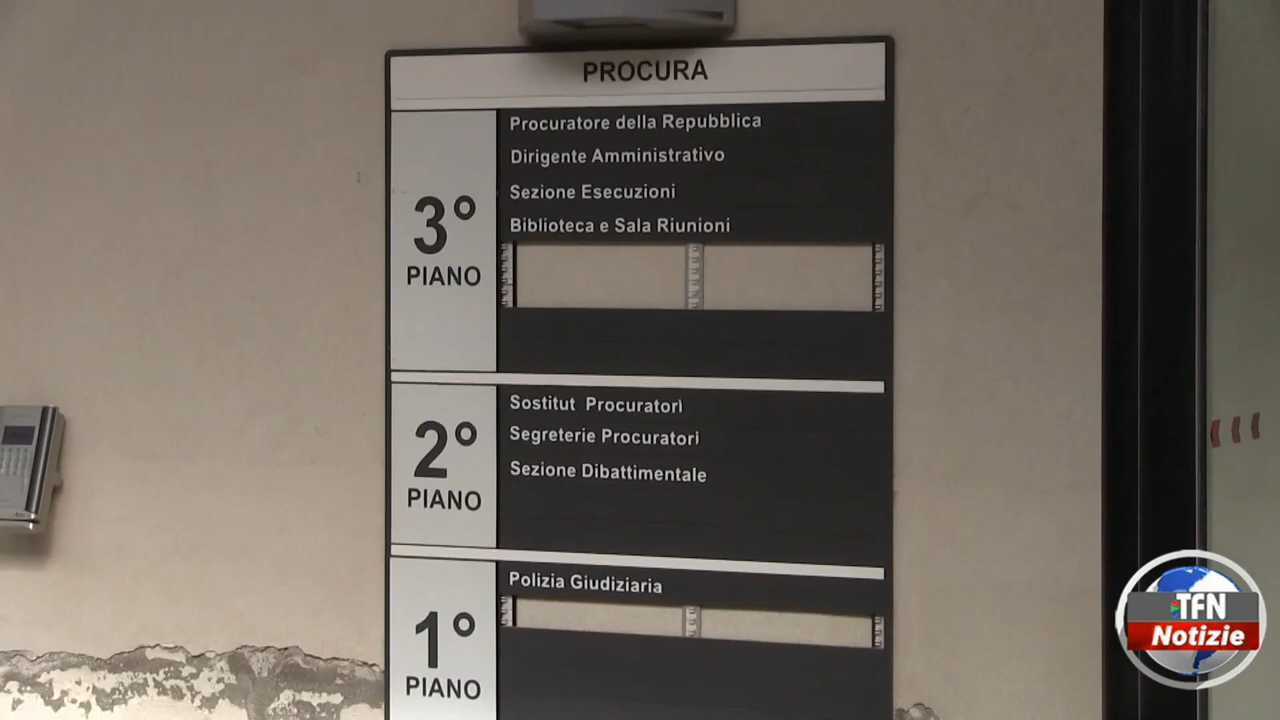 PROCURA
3°
PIANO
Procuratore della Repubblica
Dirigente Amministrativo
Sezione Esecuzioni
Biblioteca e Sala Riunioni
2°
PIANO
Sostitut Procuratori
Segreterie Procuratori
Sezione Dibattimentale
1°
PIANO
Polizia Giudiziaria
TFN
Notizie